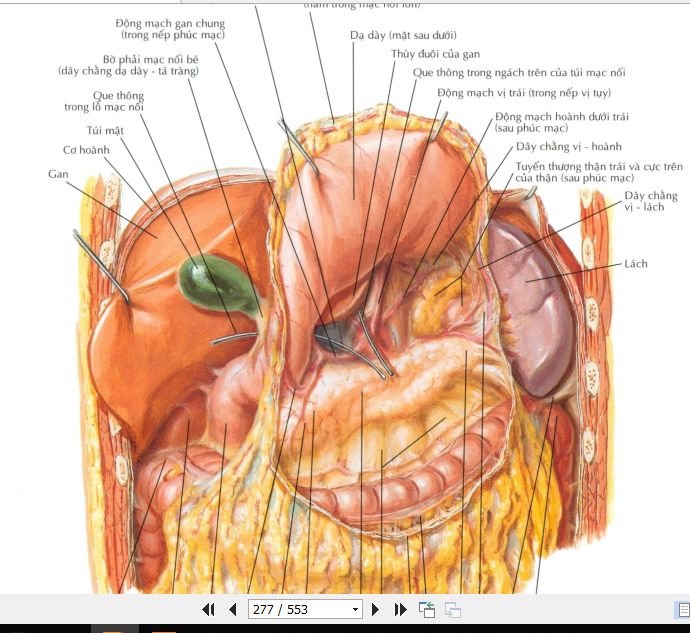 (nằm trong mạc nối lớn)
Động mạch gan chung
(trong nếp phúc mạc)
Bờ phải mạc nối bé
(dây chằng dạ dày - tá tràng)
Que thông
trong lỗ mạc nối
Túi mật
Cơ hoành
Gan
Dạ dày (mặt sau dưới)
Thùy đuôi của gan
Que thông trong ngách trên của túi mạc nối
Động mạch vị trái (trong nếp vị tụy)
Động mạch hoành dưới trái
(sau phúc mạc)
Dây chằng vị - hoành
Tuyến thượng thận trái và cực trên
của thận (sau phúc mạc)
Dây chằng
vị - lách
Lách
277 / 553